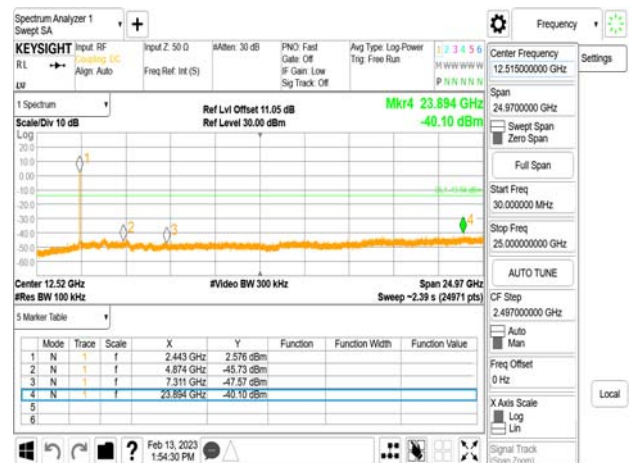 Spectrum Analyzer 1
Swept SA
Frequency
KEYSIGHT
RL
Input: RF
Coupling: DC
Align: Auto
Input Z: 50 Ω
Freq Ref: Int (S)
#Atten: 30 dB
PNO: Fast
Gate: Off
IF Gain: Low
Sig Track: Off
Avg Type: Log-Power
Trig: Free Run
1 2 3 4 5 6
M W W W W W
P N N N N N
1 Spectrum
Scale/Div 10 dB
Ref Lvl Offset 11.05 dB
Ref Level 30.00 dBm
Mkr4 23.894 GHz
-40.10 dBm
Log
20.0
10.0
0.00
-10.0
-20.0
-30.0
-40.0
-50.0
-60.0
1
2
3
4
Center 12.52 GHz
#Res BW 100 kHz
#Video BW 300 kHz
Span 24.97 GHz
Sweep ~2.39 s (24971 pts)
5 Marker Table
Mode Trace Scale X Y Function Function Width Function Value
1 N 1 f 2.443 GHz 2.576 dBm
2 N 1 f 4.874 GHz -45.73 dBm
3 N 1 f 7.311 GHz -47.57 dBm
4 N 1 f 23.894 GHz -40.10 dBm
5
6
Feb 13, 2023
1:54:30 PM
Center Frequency
12.515000000 GHz
Settings
Span
24.9700000 GHz
Swept Span
Zero Span
Full Span
Start Freq
30.000000 MHz
Stop Freq
25.000000000 GHz
AUTO TUNE
CF Step
2.497000000 GHz
Auto
Man
Freq Offset
0 Hz
X Axis Scale
Log
Lin
Local
Signal Track
(Span Zoom)